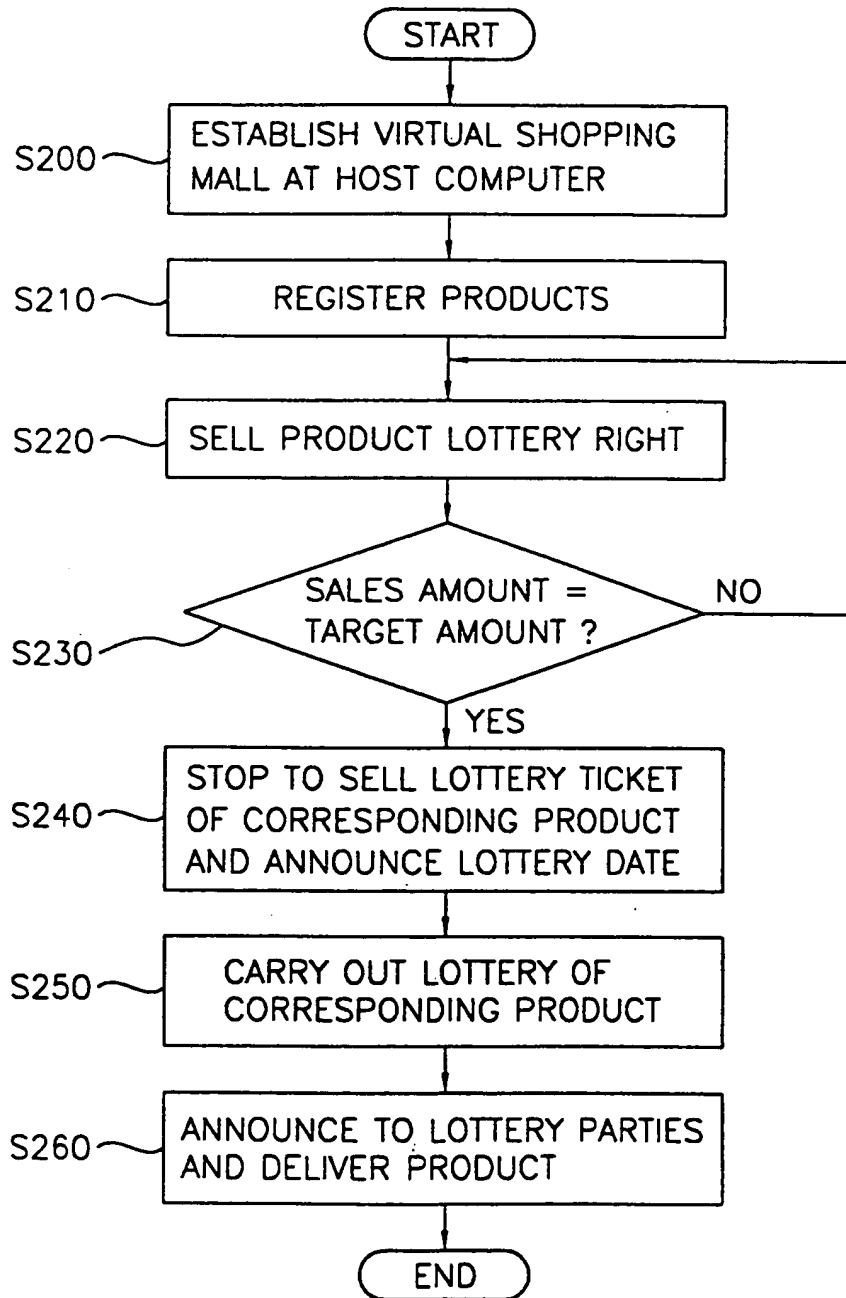 START
S200
ESTABLISH VIRTUAL SHOPPING
MALL AT HOST COMPUTER
S210
REGISTER PRODUCTS
S220
SELL PRODUCT LOTTERY RIGHT
S230
SALES AMOUNT =
TARGET AMOUNT ?
NO
YES
S240
STOP TO SELL LOTTERY TICKET
OF CORRESPONDING PRODUCT
AND ANNOUNCE LOTTERY DATE
S250
CARRY OUT LOTTERY OF
CORRESPONDING PRODUCT
S260
ANNOUNCE TO LOTTERY PARTIES
AND DELIVER PRODUCT
END